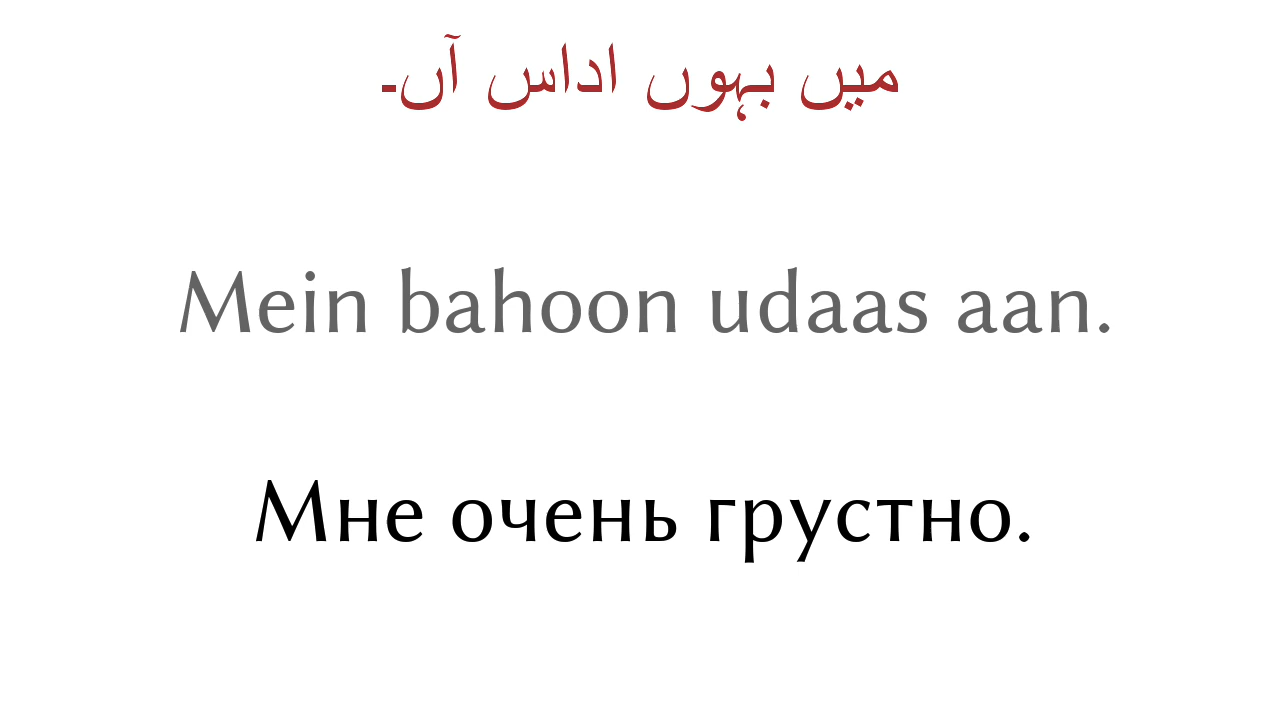 میں بہوں اداس آں۔
Mein bahoon udaas aan.
Мне очень грустно.